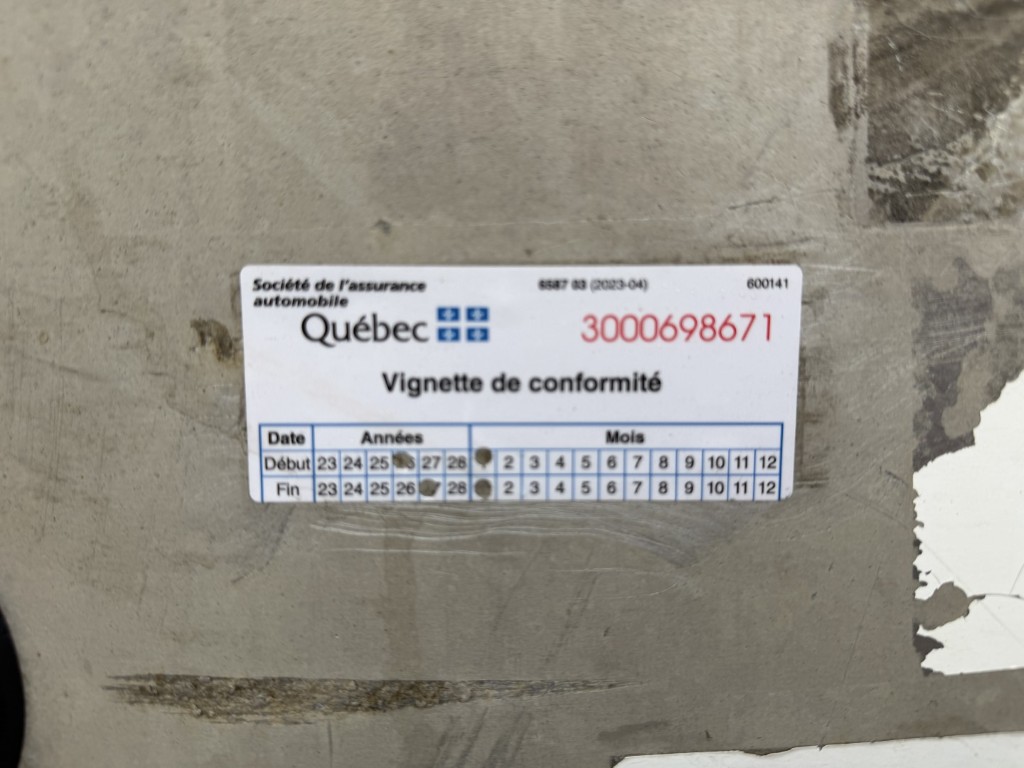 Société de l'assurance
automobile
Québec
6587 03 (2023-04)
600141
3000698671
Vignette de conformité
Date Années Mois
Début 23 24 25 27 28 2 3 4 5 6 7 8 9 10 11 12
Fin 23 24 25 26 28 2 3 4 5 6 7 8 9 10 11 12